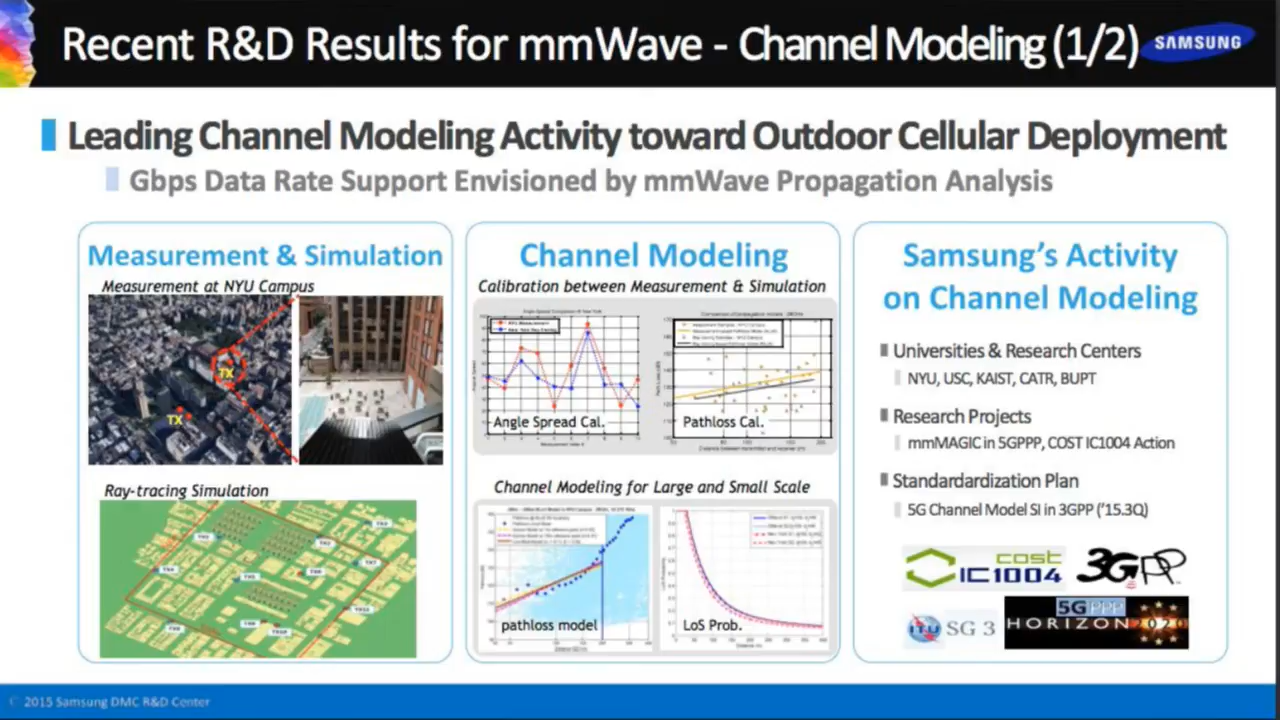 Recent R&D Results for mmWave - Channel Modeling (1/2)
SAMSUNG
Leading Channel Modeling Activity toward Outdoor Cellular Deployment
Gbps Data Rate Support Envisioned by mmWave Propagation Analysis
Measurement & Simulation
Measurement at NYU Campus
TX
TX
Ray-tracing Simulation
Channel Modeling
Calibration between Measurement & Simulation
Angle Spread Cal.
Pathloss Cal.
Channel Modeling for Large and Small Scale
pathloss model
LoS Prob.
Samsung's Activity
on Channel Modeling
Universities & Research Centers
NYU, USC, KAIST, CATR, BUPT
Research Projects
mmMAGIC in 5GPPP, COST IC1004 Action
Standardardization Plan
5G Channel Model SI in 3GPP ('15.3Q)
cost
IC1004
3GPP
ITU SG 3
5G PPP
HORIZON 2020
© 2015 Samsung DMC R&D Center